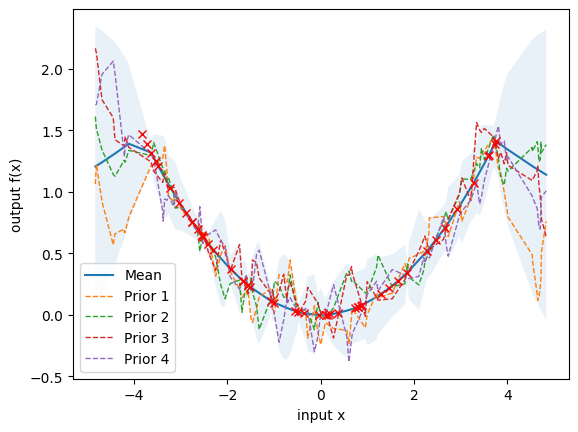 2.0
1.5
1.0
0.5
0.0
−0.5
output f(x)
Mean
Prior 1
Prior 2
Prior 3
Prior 4
−4
−2
0
2
4
input x